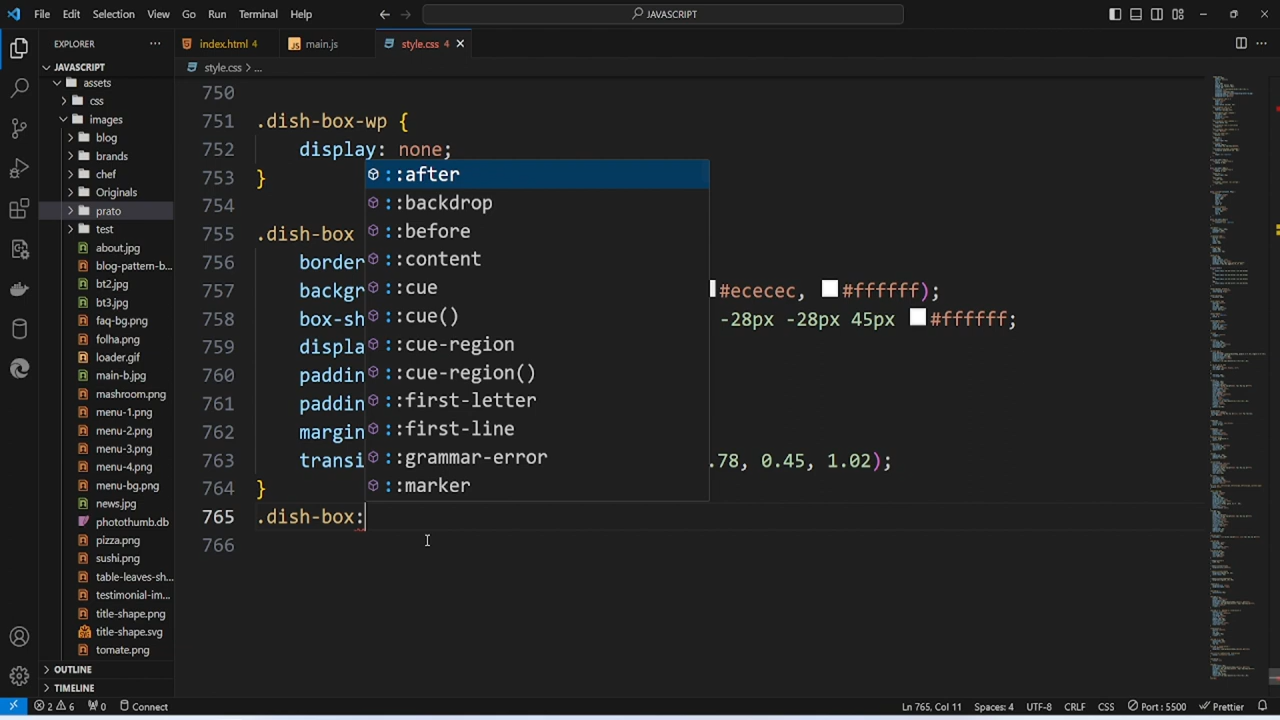 File Edit Selection View Go Run Terminal Help
JAVASCRIPT
EXPLORER
index.html 4
main.js
style.css 4
JAVASCRIPT
style.css > ...
assets
css
images
blog
brands
chef
Originals
prato
test
about.jpg
blog-pattern-b...
bt2.jpg
bt3.jpg
faq-bg.png
folha.png
loader.gif
main-b.jpg
mashroom.png
menu-1.png
menu-2.png
menu-3.png
menu-4.png
menu-bg.png
news.jpg
photothumb.db
pizza.png
sushi.png
table-leaves-sh...
testimonial-im...
title-shape.png
title-shape.svg
tomate.png
OUTLINE
TIMELINE
750
751 .dish-box-wp {
752 display: none;
753 }
754
755 .dish-box
756 border
757 backgr #ececec, #ffffff);
758 box-sh -28px -28px 45px #ffffff;
759 displa
760 paddin
761 paddin
762 margin
763 transi .78, 0.45, 1.02);
764 }
765 .dish-box:
766
::after
::backdrop
::before
::content
::cue
::cue()
::cue-region
::cue-region()
::first-letter
::first-line
::grammar-error
::marker
2 6 0 Connect
Ln 765, Col 11 Spaces: 4 UTF-8 CRLF CSS Port : 5500 Prettier